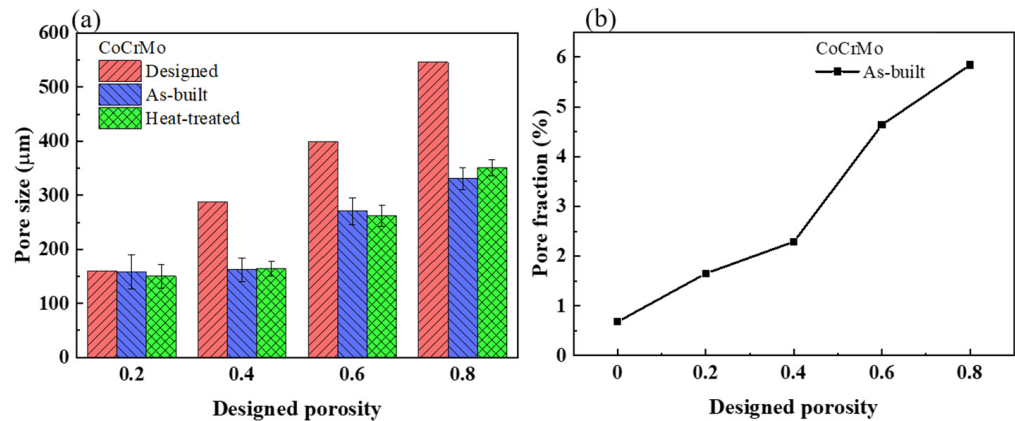 (a)
600
500
400
300
200
100
0
Pore size (μm)
CoCrMo
Designed
As-built
Heat-treated
0.2 0.4 0.6 0.8
Designed porosity
(b)
6
5
4
3
2
1
0
Pore fraction (%)
CoCrMo
As-built
0 0.2 0.4 0.6 0.8
Designed porosity